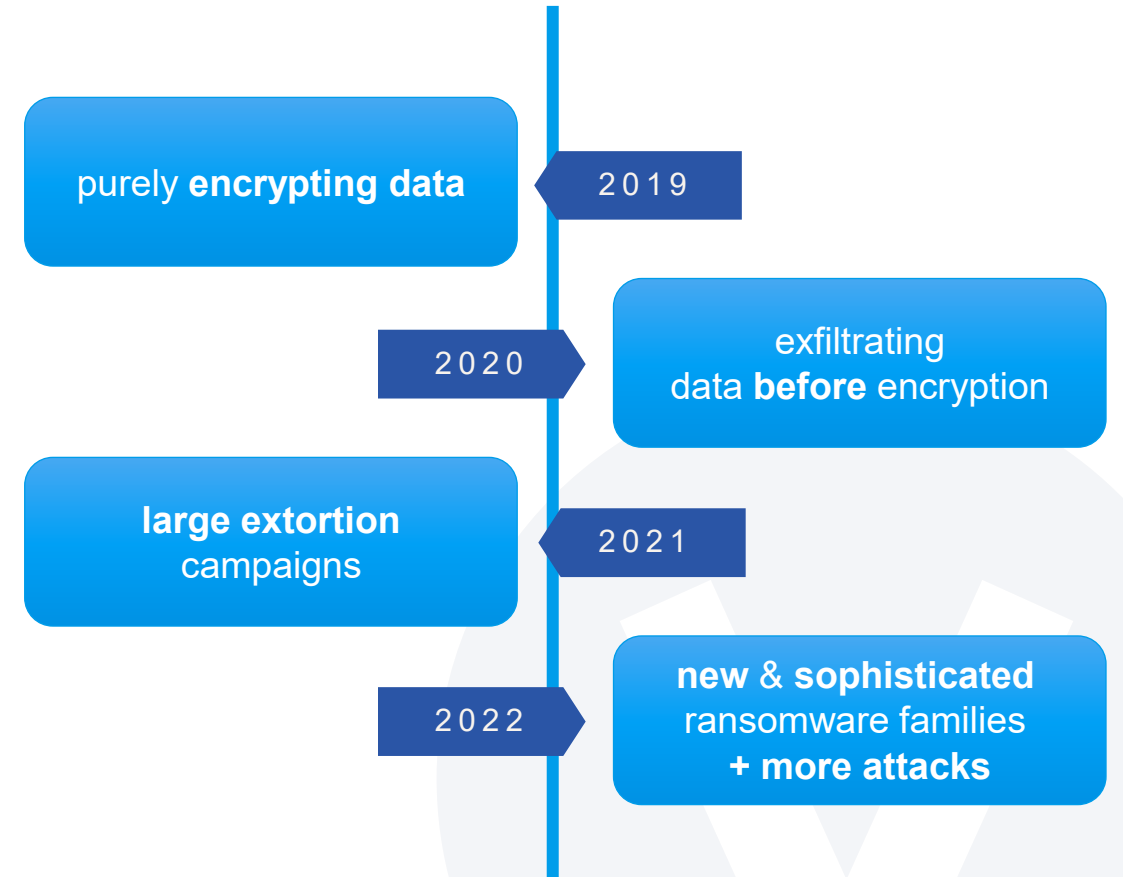 purely encrypting data
2019
2020
exfiltrating
data before encryption
large extortion
campaigns
2021
2022
new & sophisticated
ransomware families
+ more attacks